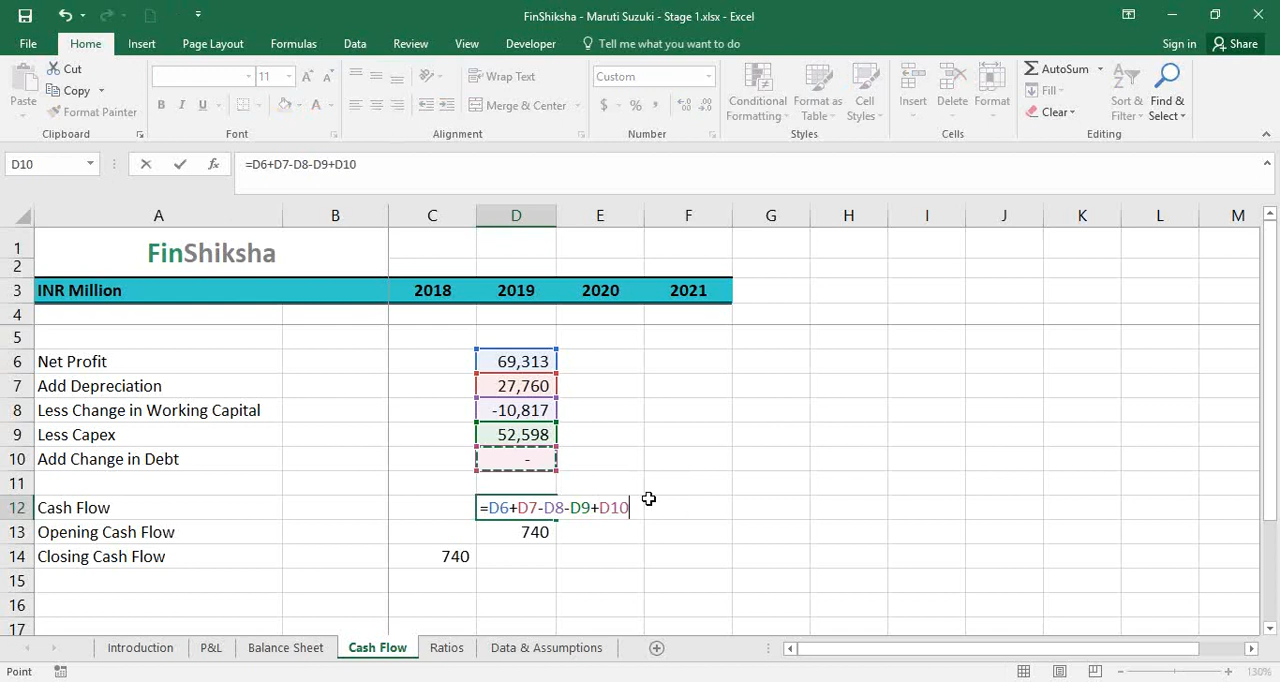 FinShiksha - Maruti Suzuki - Stage 1.xlsx - Excel
File Home Insert Page Layout Formulas Data Review View Developer Tell me what you want to do Sign in Share
Paste Cut Copy Format Painter Clipboard
11 Font
Wrap Text Merge & Center Alignment
Custom $ % , Number
Conditional Formatting Format as Table Cell Styles Styles
Insert Delete Format Cells
AutoSum Fill Clear Sort & Filter Find & Select Editing
D10 fx =D6+D7-D8-D9+D10
A B C D E F G H I J K L M
1 FinShiksha
2
3 INR Million 2018 2019 2020 2021
4
5
6 Net Profit 69,313
7 Add Depreciation 27,760
8 Less Change in Working Capital -10,817
9 Less Capex 52,598
10 Add Change in Debt -
11
12 Cash Flow =D6+D7-D8-D9+D10
13 Opening Cash Flow 740
14 Closing Cash Flow 740
15
16
17
Introduction P&L Balance Sheet Cash Flow Ratios Data & Assumptions
Point 130%